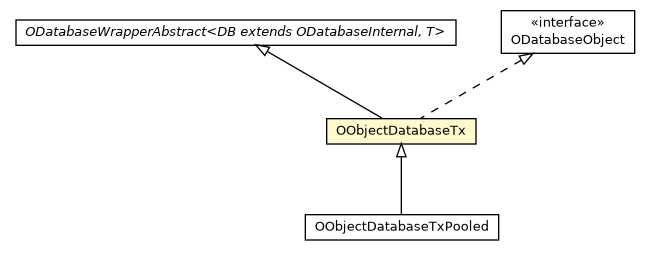 ODatabaseWrapperAbstract<DB extends ODatabaseInternal, T>
«interface»
ODatabaseObject
OObjectDatabaseTx
OObjectDatabaseTxPooled